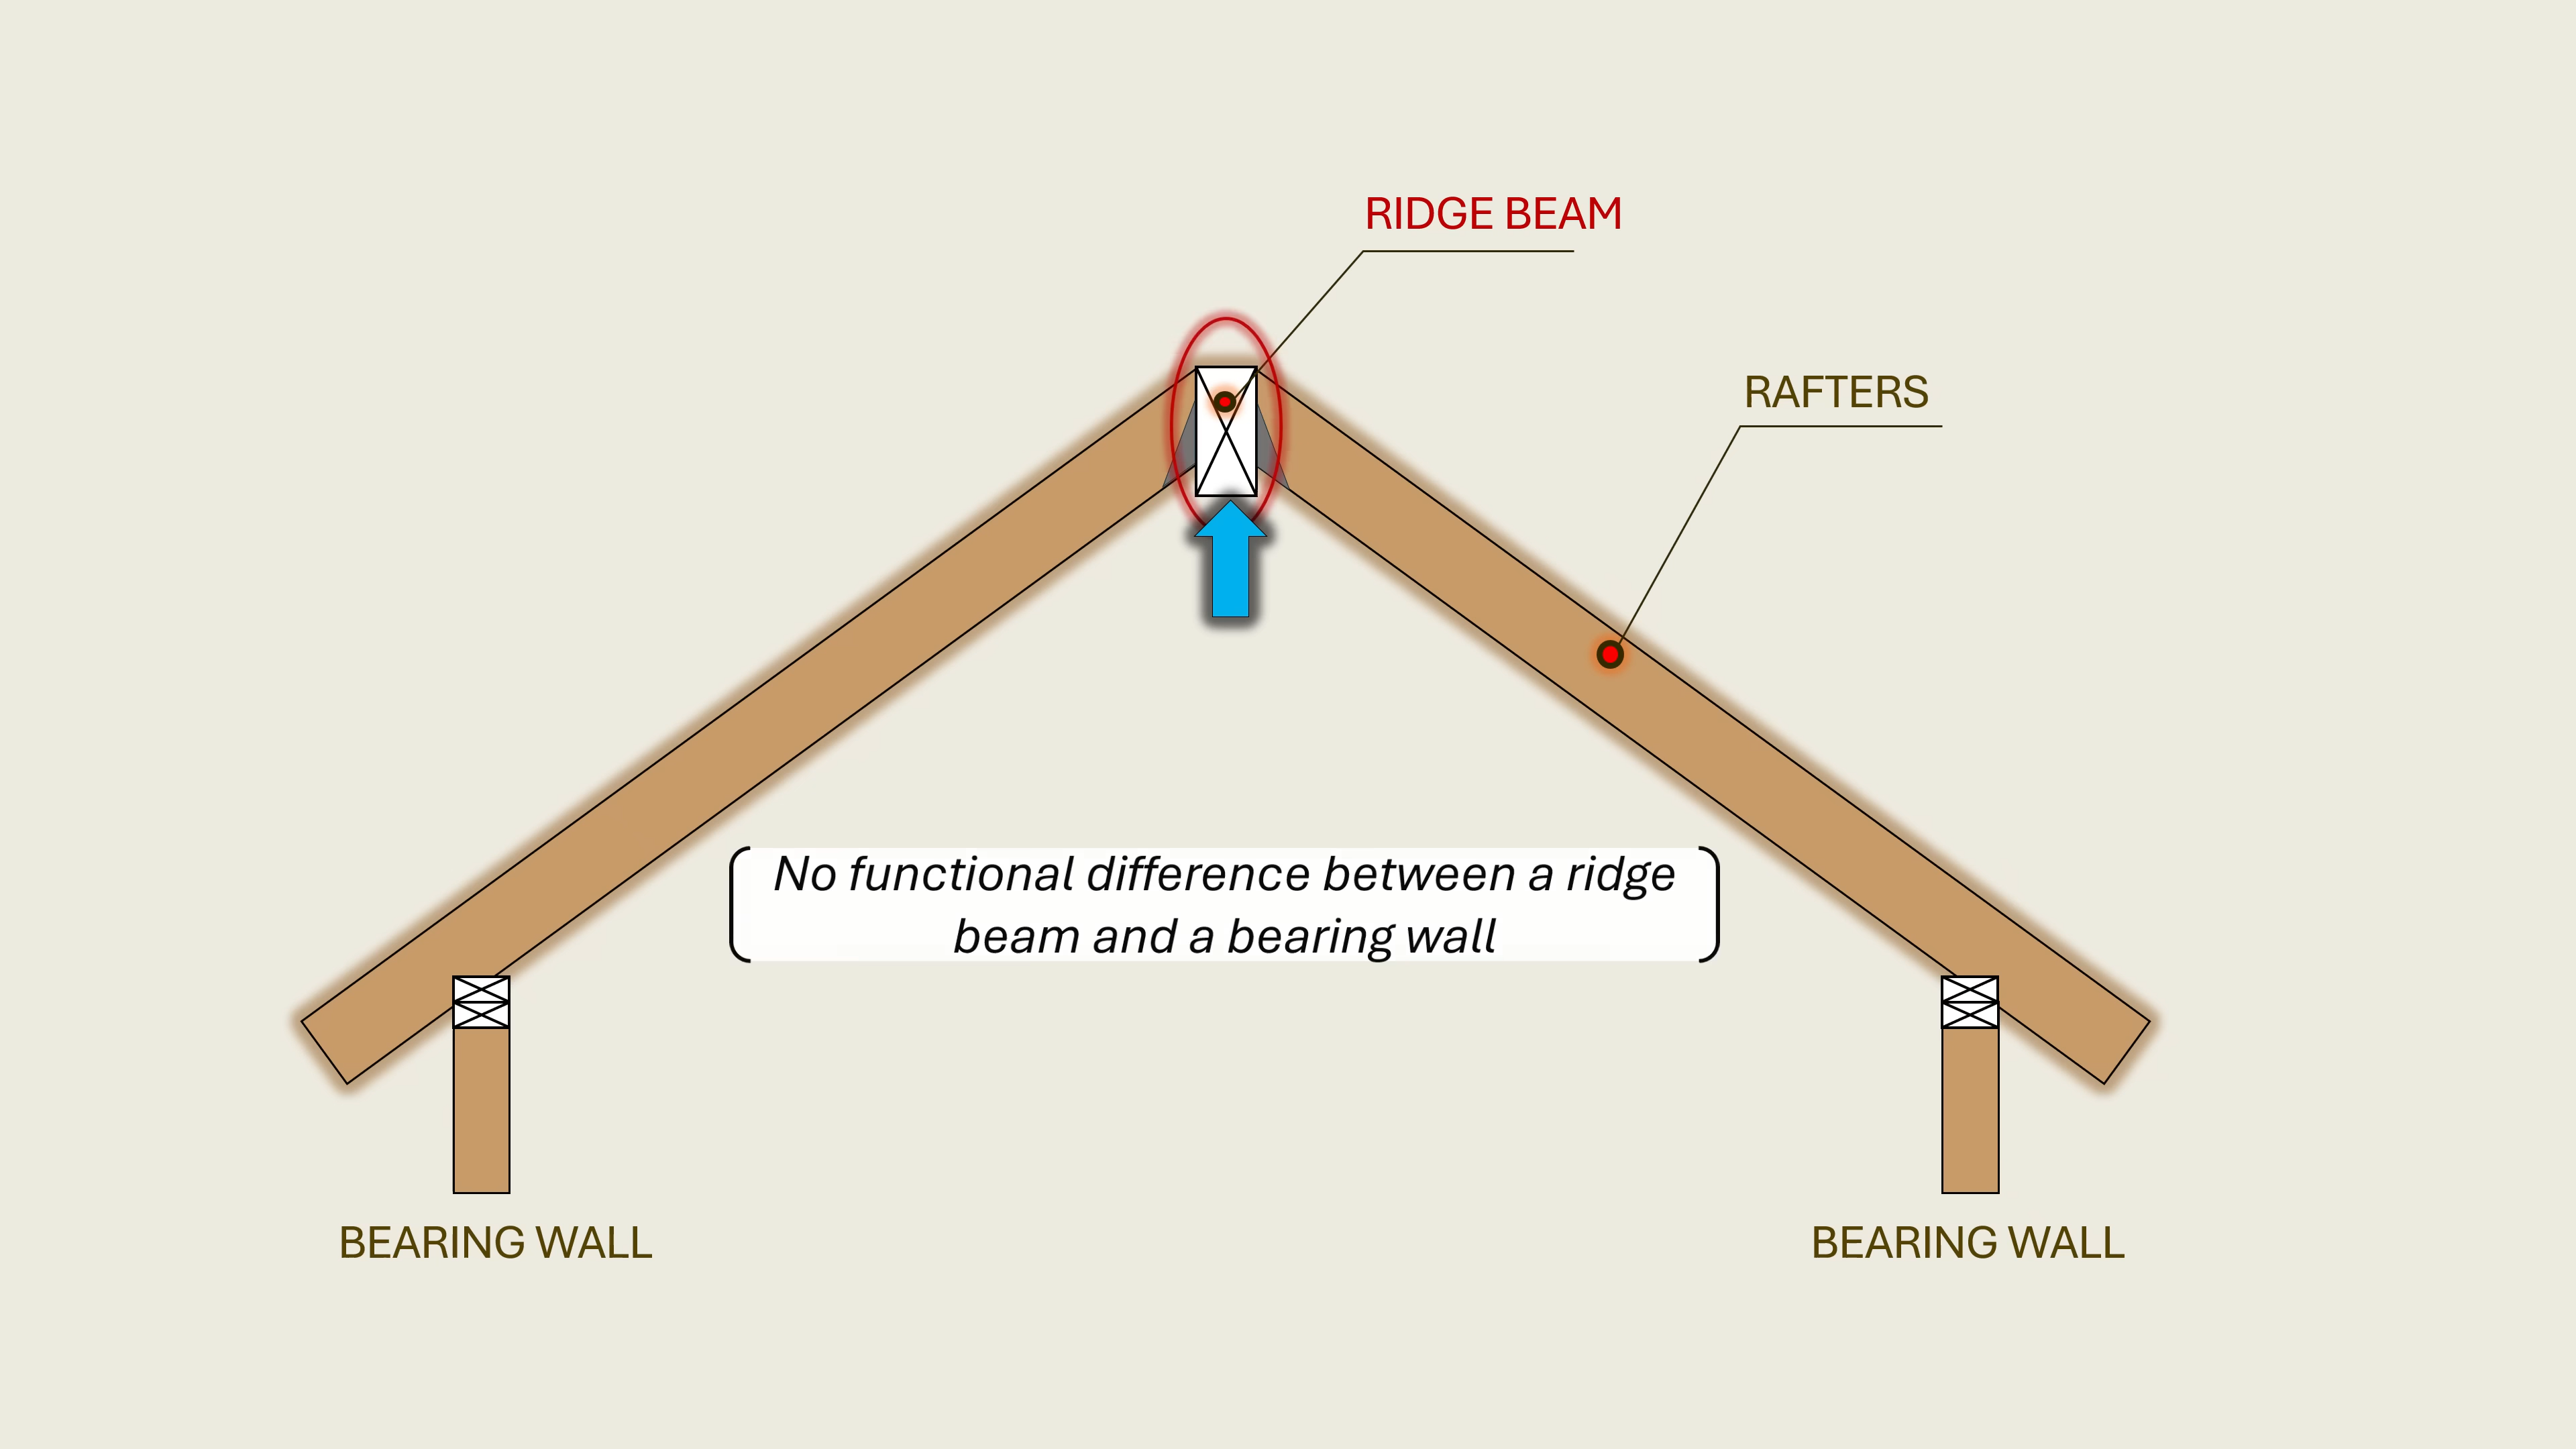 RIDGE BEAM
RAFTERS
No functional difference between a ridge
beam and a bearing wall
BEARING WALL
BEARING WALL